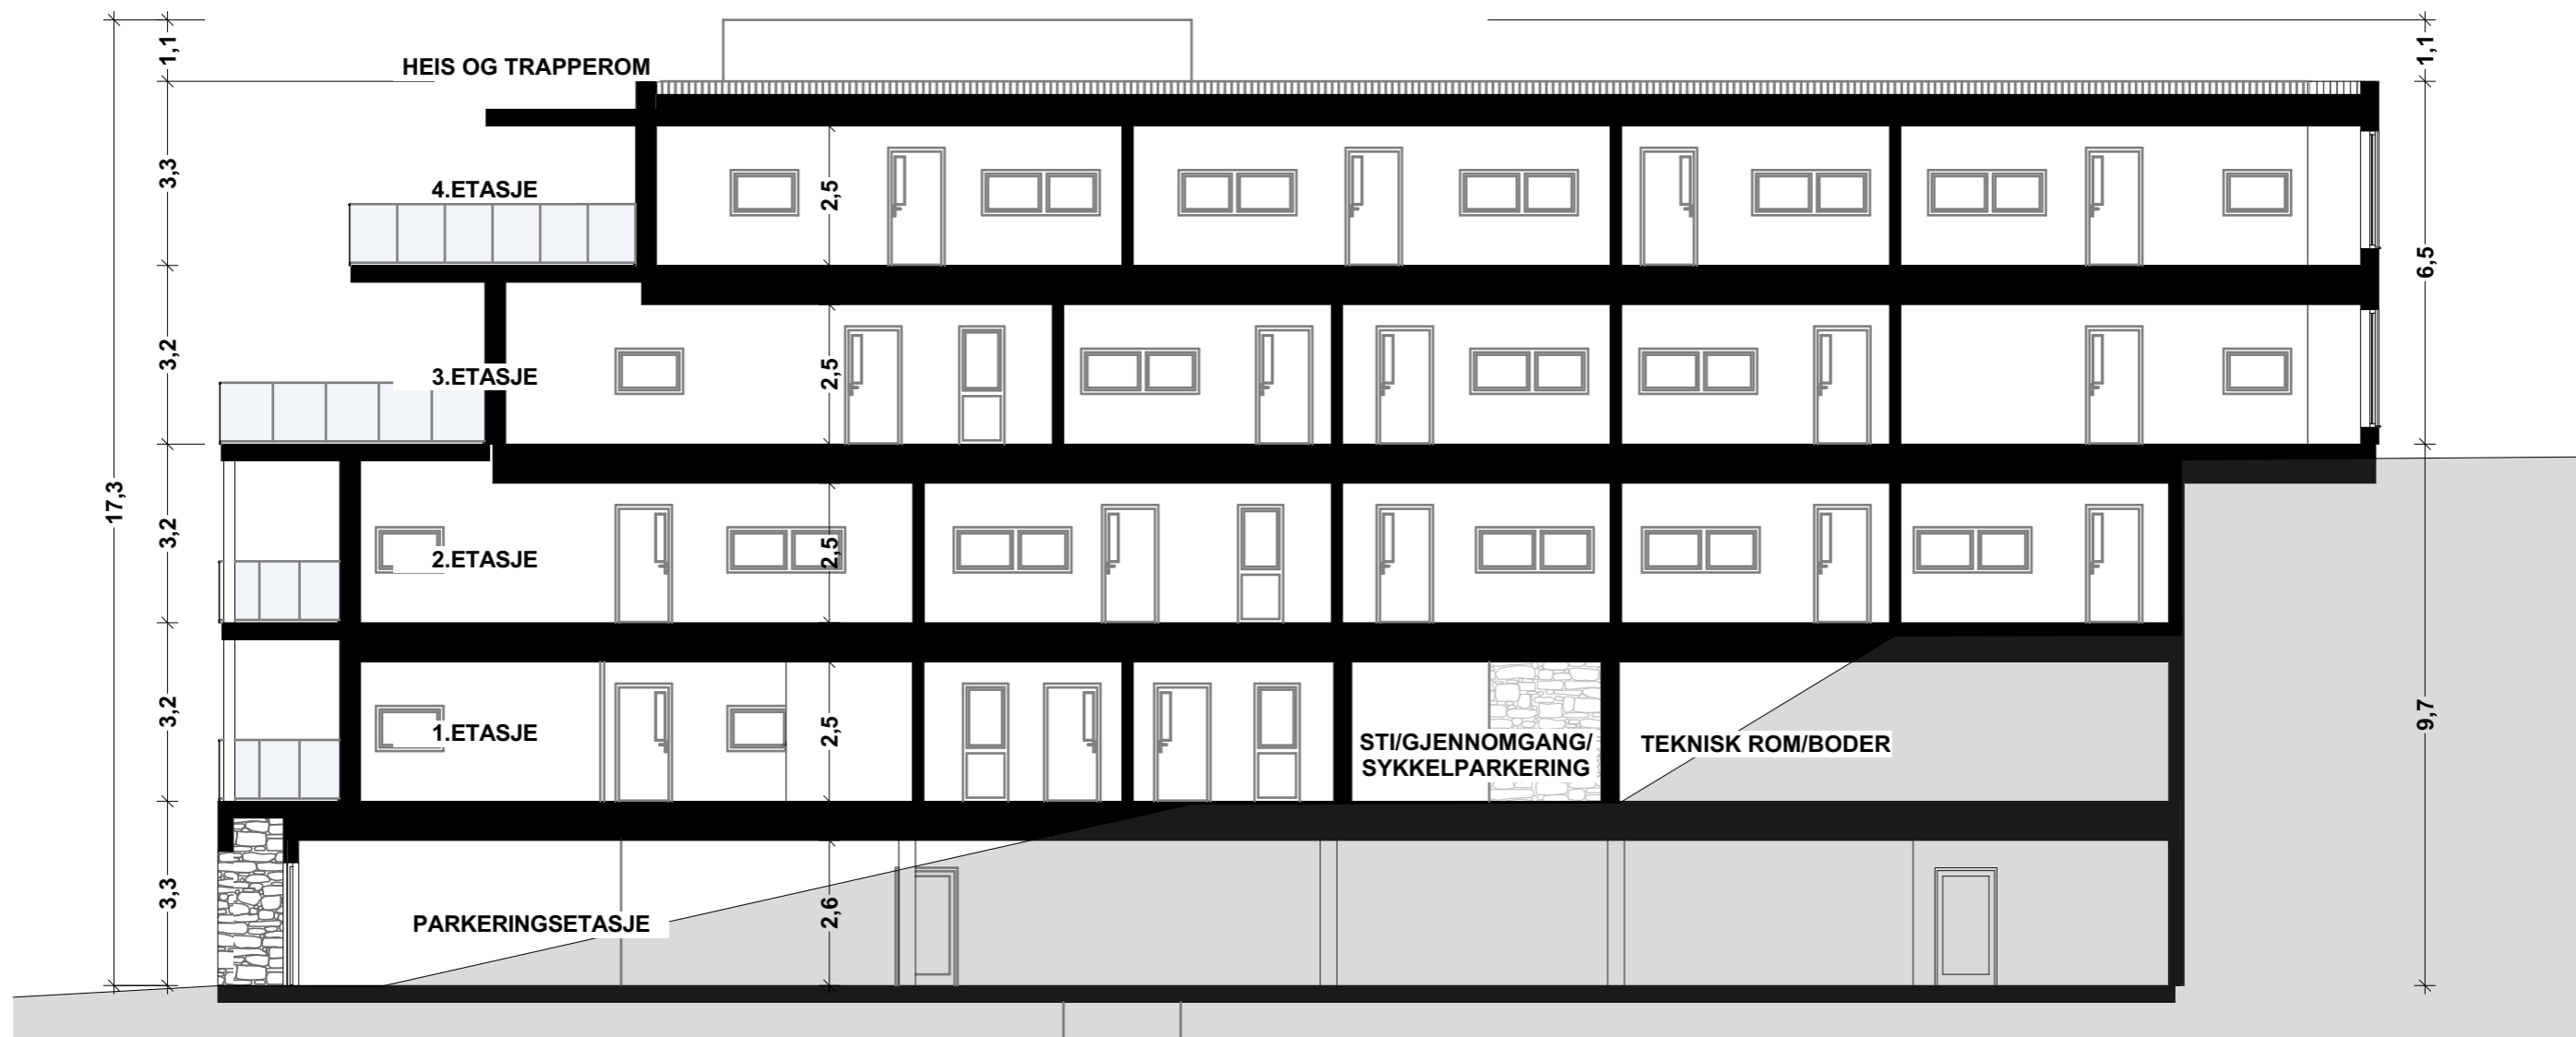 1,1
1,1
HEIS OG TRAPPEROM
3,3
4.ETASJE
2,5
6,5
3,2
3.ETASJE
2,5
17,3
3,2
2.ETASJE
2,5
3,2
1.ETASJE
2,5
STI/GJENNOMGANG/
SYKKELPARKERING
TEKNISK ROM/BODER
9,7
3,3
PARKERINGSETASJE
2,6